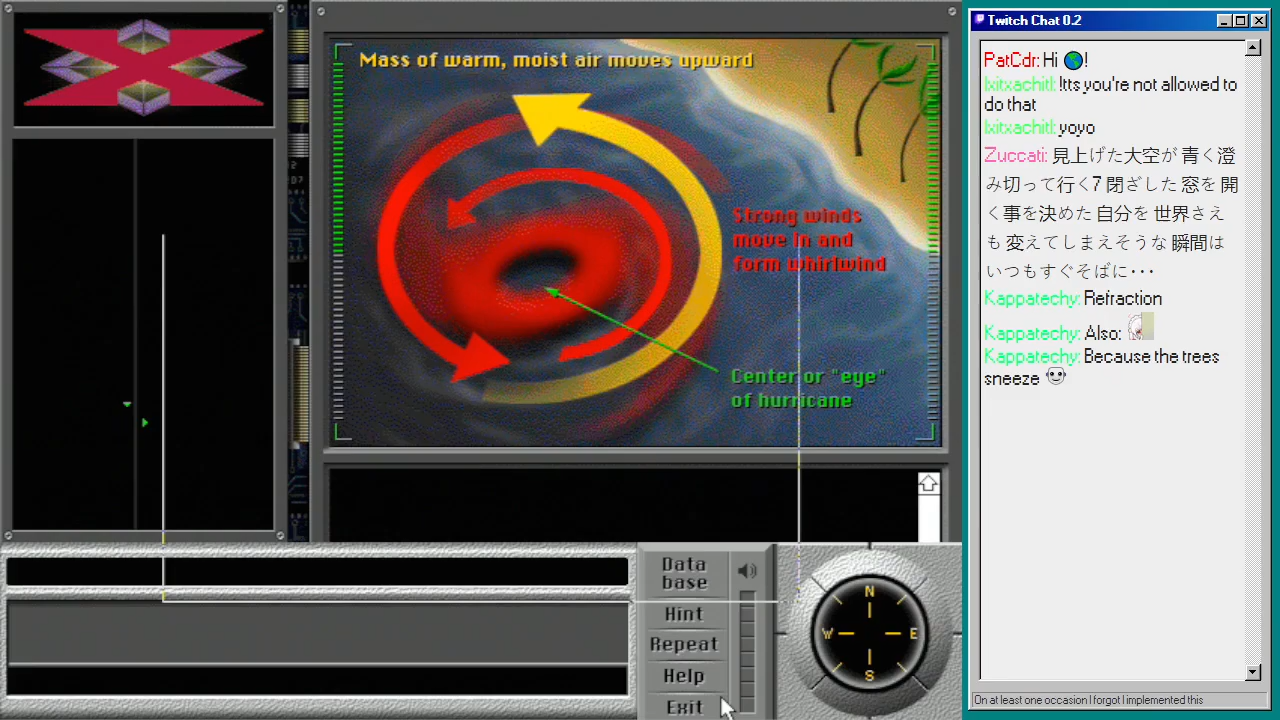 Mass of warm, moist air moves upward
Strong winds
move in and
form whirlwind
enter or "eye"
of hurricane
Data
base
Hint
Repeat
Help
Exit
N
W
E
S
Twitch Chat 0.2
PatCdr: Hi 🌎!
lxitxachitl: !tts you're not allowed to
do that
lxitxachitl: yoyo
Zuccati: 見上げた大空が 青く澄
み切って行く7 閉ざした 窓を 開
く事を決めた 自分を 世界さえ
も 変えてしまえそうな 瞬間は
いつもすぐそばに･･･
Kappatechy: Refraction
Kappatechy: Also:
Kappatechy: Because the trees
sneeze
On at least one occasion I forgot I implemented this